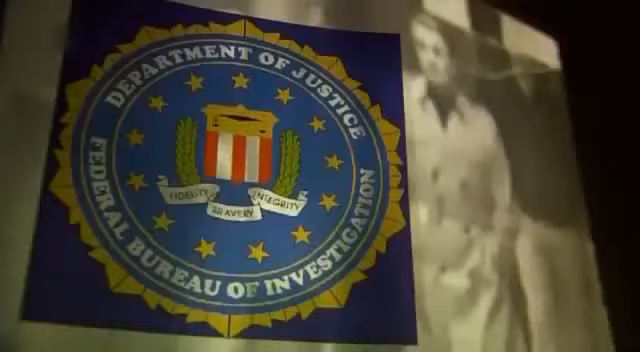 DEPARTMENT OF JUSTICE
FIDELITY
BRAVERY
INTEGRITY
FEDERAL BUREAU OF INVESTIGATION